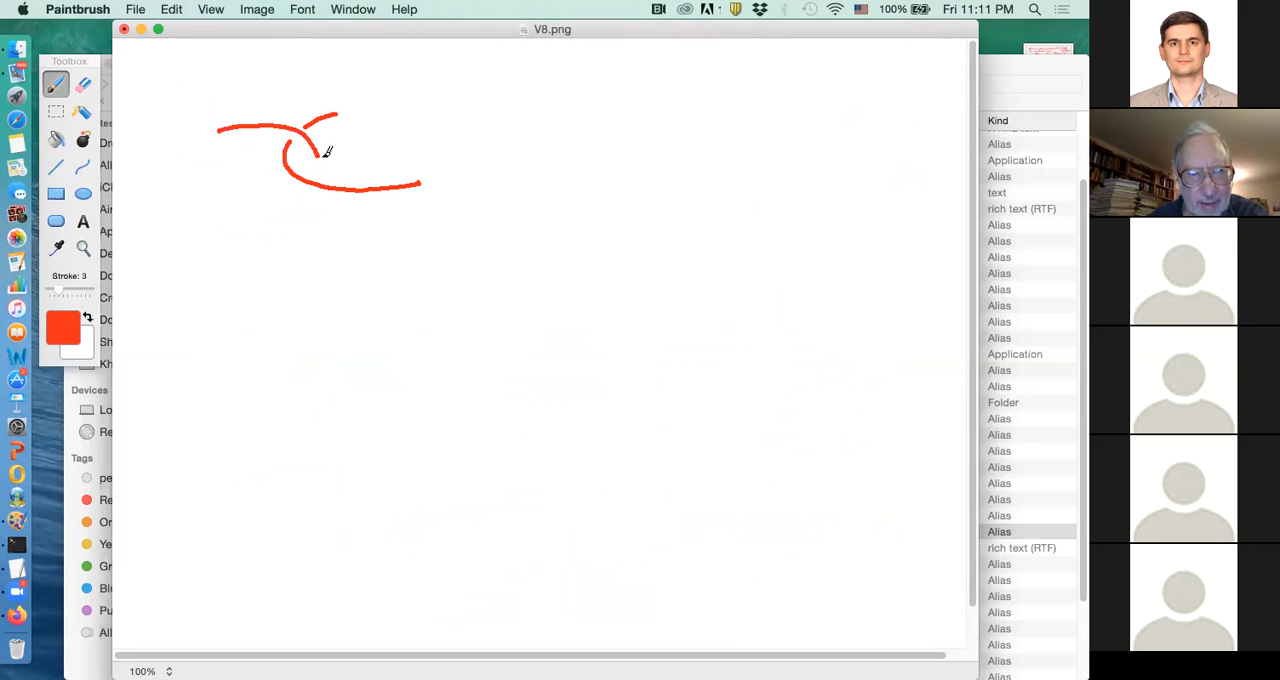 Paintbrush File Edit View Image Font Window Help
100% Fri 11:11 PM
V8.png
Toolbox
Stroke: 3
Devices
Tags
100%
Kind
Alias
Application
Alias
text
rich text (RTF)
Alias
Alias
Alias
Alias
Alias
Alias
Alias
Alias
Application
Alias
Alias
Folder
Alias
Alias
Alias
Alias
Alias
Alias
Alias
Alias
rich text (RTF)
Alias
Alias
Alias
Alias
Alias
Alias
Alias
Alias